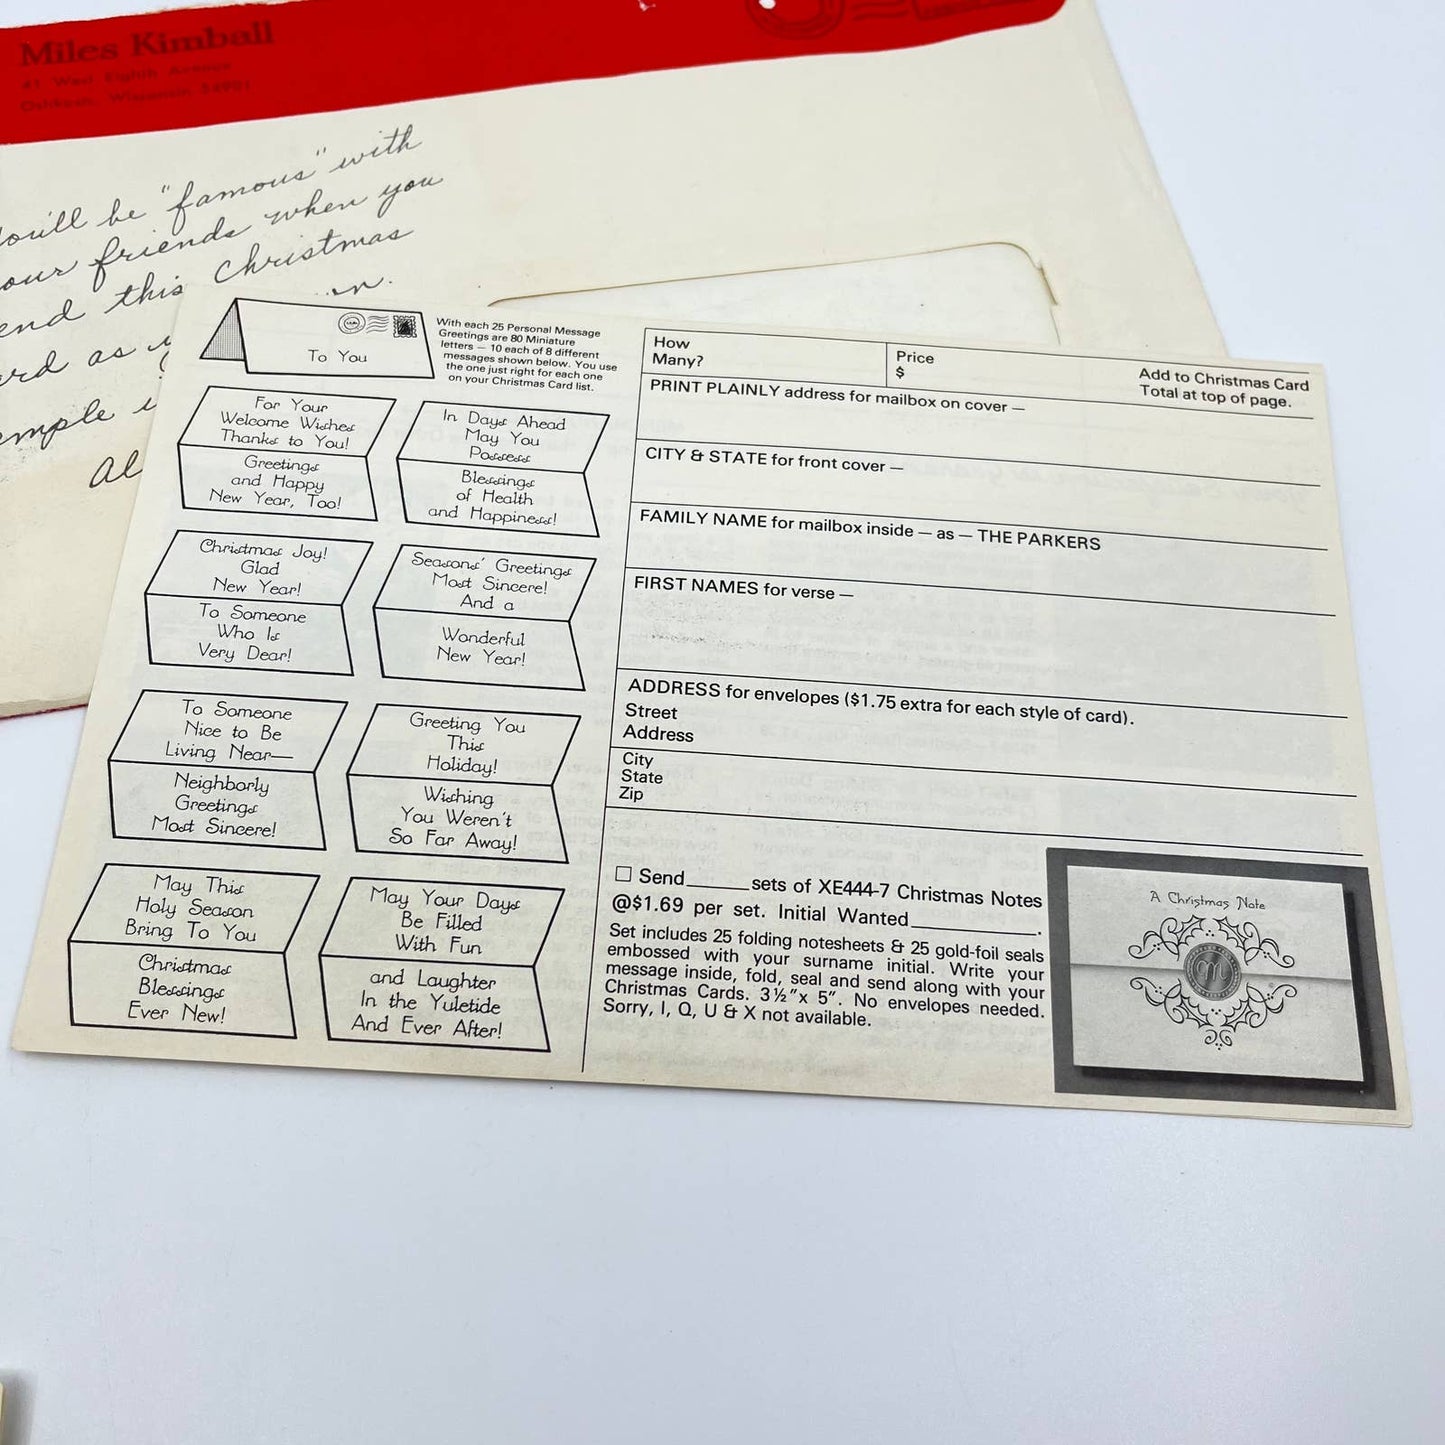 Miles Kimball
41 West Eighth Avenue
Oshkosh, Wisconsin 54901
be "famous" with
friends when you
this Christmas
as
To You
With each 25 Personal Message
Greetings are 80 Miniature
letters — 10 each of 8 different
messages shown below. You use
the one just right for each one
on your Christmas Card list.
For Your
Welcome Wishes
Thanks to You!
Greetings
and Happy
New Year, Too!
In Days Ahead
May You
Possess
Blessings
of Health
and Happiness!
Christmas Joy!
Glad
New Year!
To Someone
Who Is
Very Dear!
Seasons' Greetings
Most Sincere!
And a
Wonderful
New Year!
To Someone
Nice to Be
Living Near—
Neighborly
Greetings
Most Sincere!
Greeting You
This
Holiday!
Wishing
You Weren't
So Far Away!
May This
Holy Season
Bring To You
Christmas
Blessings
Ever New!
May Your Days
Be Filled
With Fun
and Laughter
In the Yuletide
And Ever After!
How
Many?
Price
$
Add to Christmas Card
Total at top of page.
PRINT PLAINLY address for mailbox on cover —
CITY & STATE for front cover —
FAMILY NAME for mailbox inside — as — THE PARKERS
FIRST NAMES for verse —
ADDRESS for envelopes ($1.75 extra for each style of card).
Street
Address
City
State
Zip
☐ Send______sets of XE444-7 Christmas Notes
@$1.69 per set. Initial Wanted____________.
Set includes 25 folding notesheets & 25 gold-foil seals
embossed with your surname initial. Write your
message inside, fold, seal and send along with your
Christmas Cards. 3½"x 5". No envelopes needed.
Sorry, I, Q, U & X not available.
A Christmas Note
M